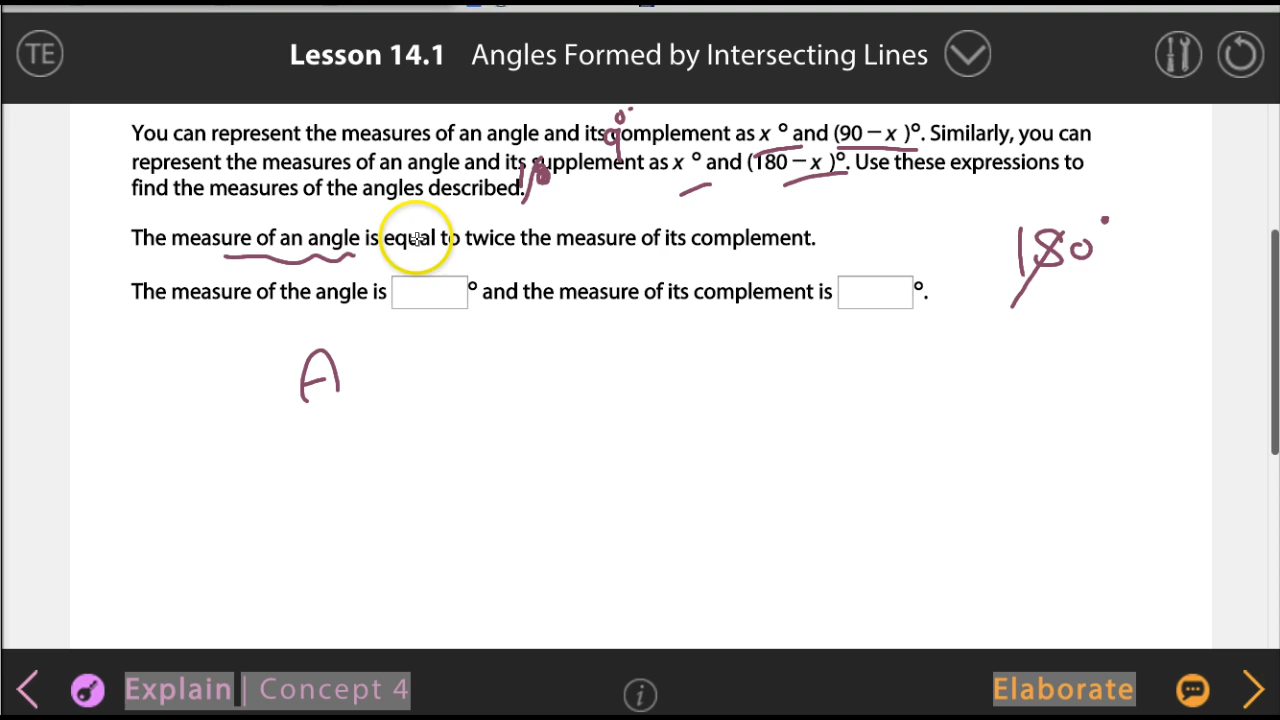 TE
Lesson 14.1 Angles Formed by Intersecting Lines
You can represent the measures of an angle and its complement as x ° and (90 − x )°. Similarly, you can
90°
represent the measures of an angle and its supplement as x ° and (180 − x )°. Use these expressions to
find the measures of the angles described.
The measure of an angle is equal to twice the measure of its complement.
180°
The measure of the angle is ° and the measure of its complement is °.
A
Explain | Concept 4
i
Elaborate